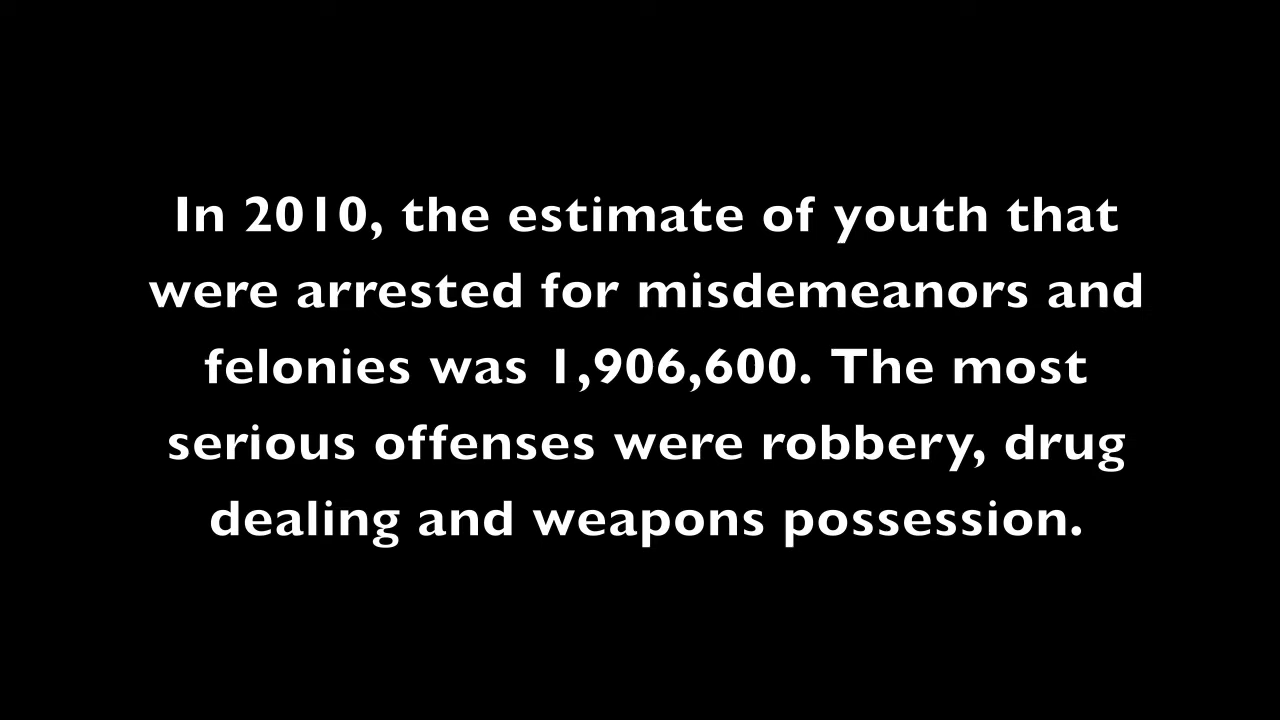 In 2010, the estimate of youth that
were arrested for misdemeanors and
felonies was 1,906,600. The most
serious offenses were robbery, drug
dealing and weapons possession.